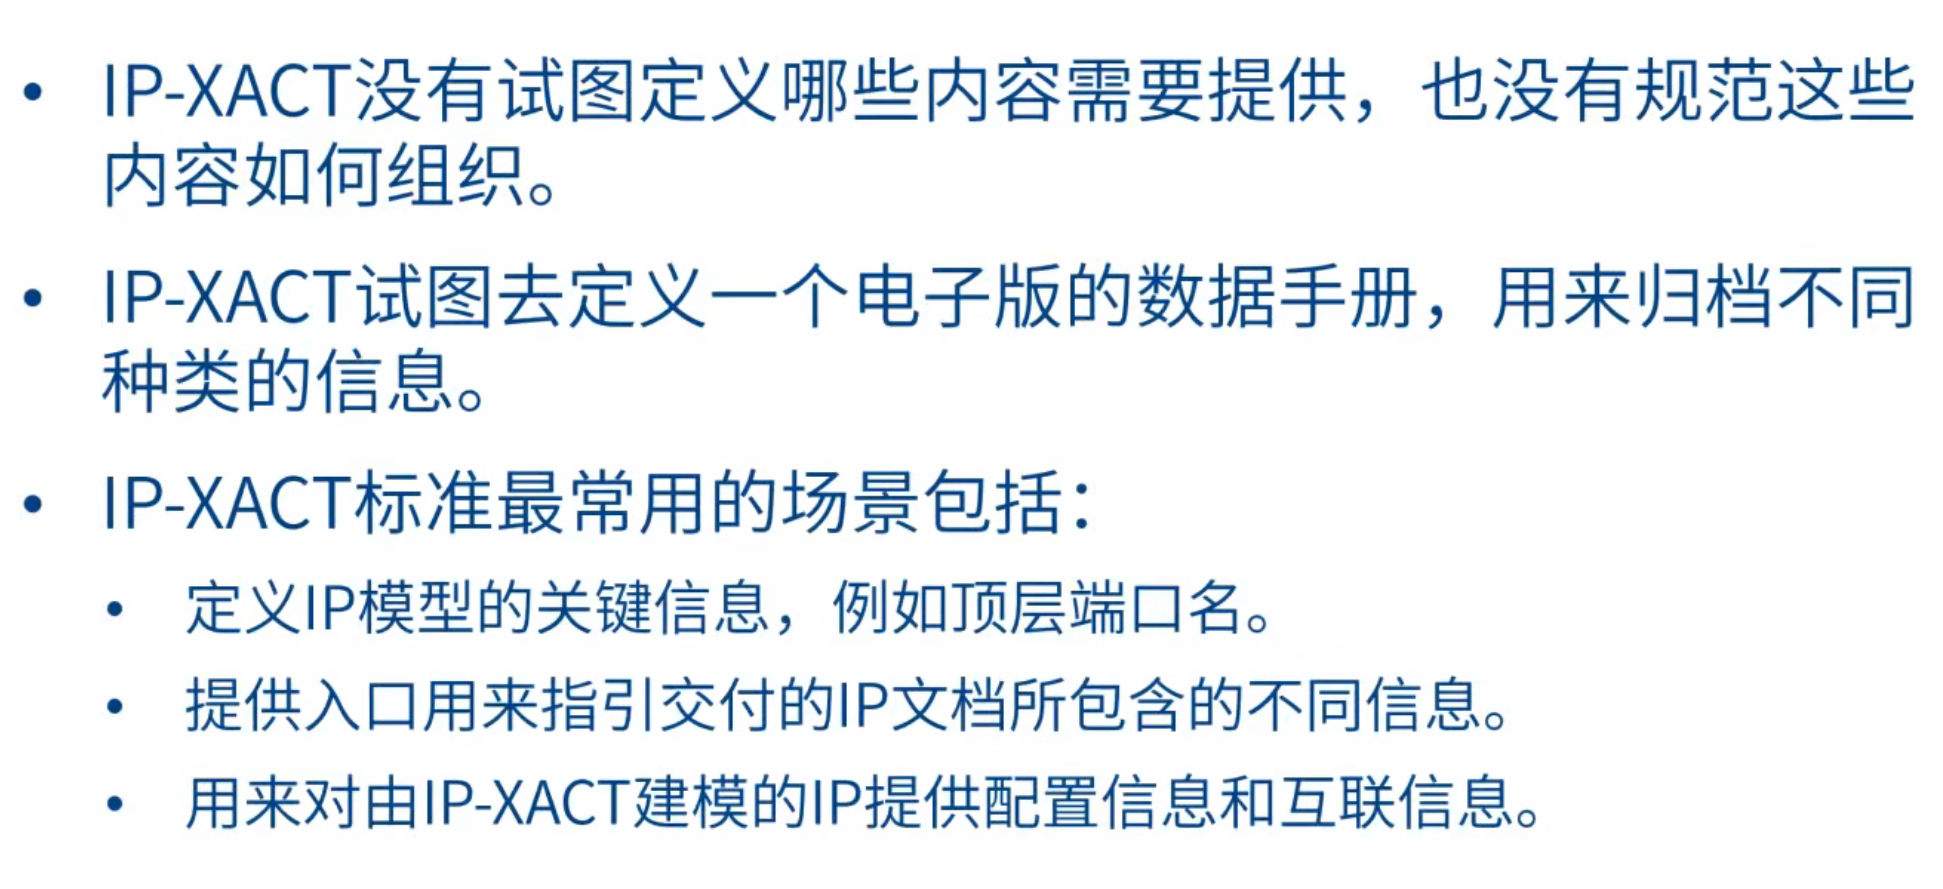 • IP-XACT没有试图定义哪些内容需要提供，也没有规范这些
内容如何组织。
• IP-XACT试图去定义一个电子版的数据手册，用来归档不同
种类的信息。
• IP-XACT标准最常用的场景包括：
• 定义IP模型的关键信息，例如顶层端口名。
• 提供入口用来指引交付的IP文档所包含的不同信息。
• 用来对由IP-XACT建模的IP提供配置信息和互联信息。